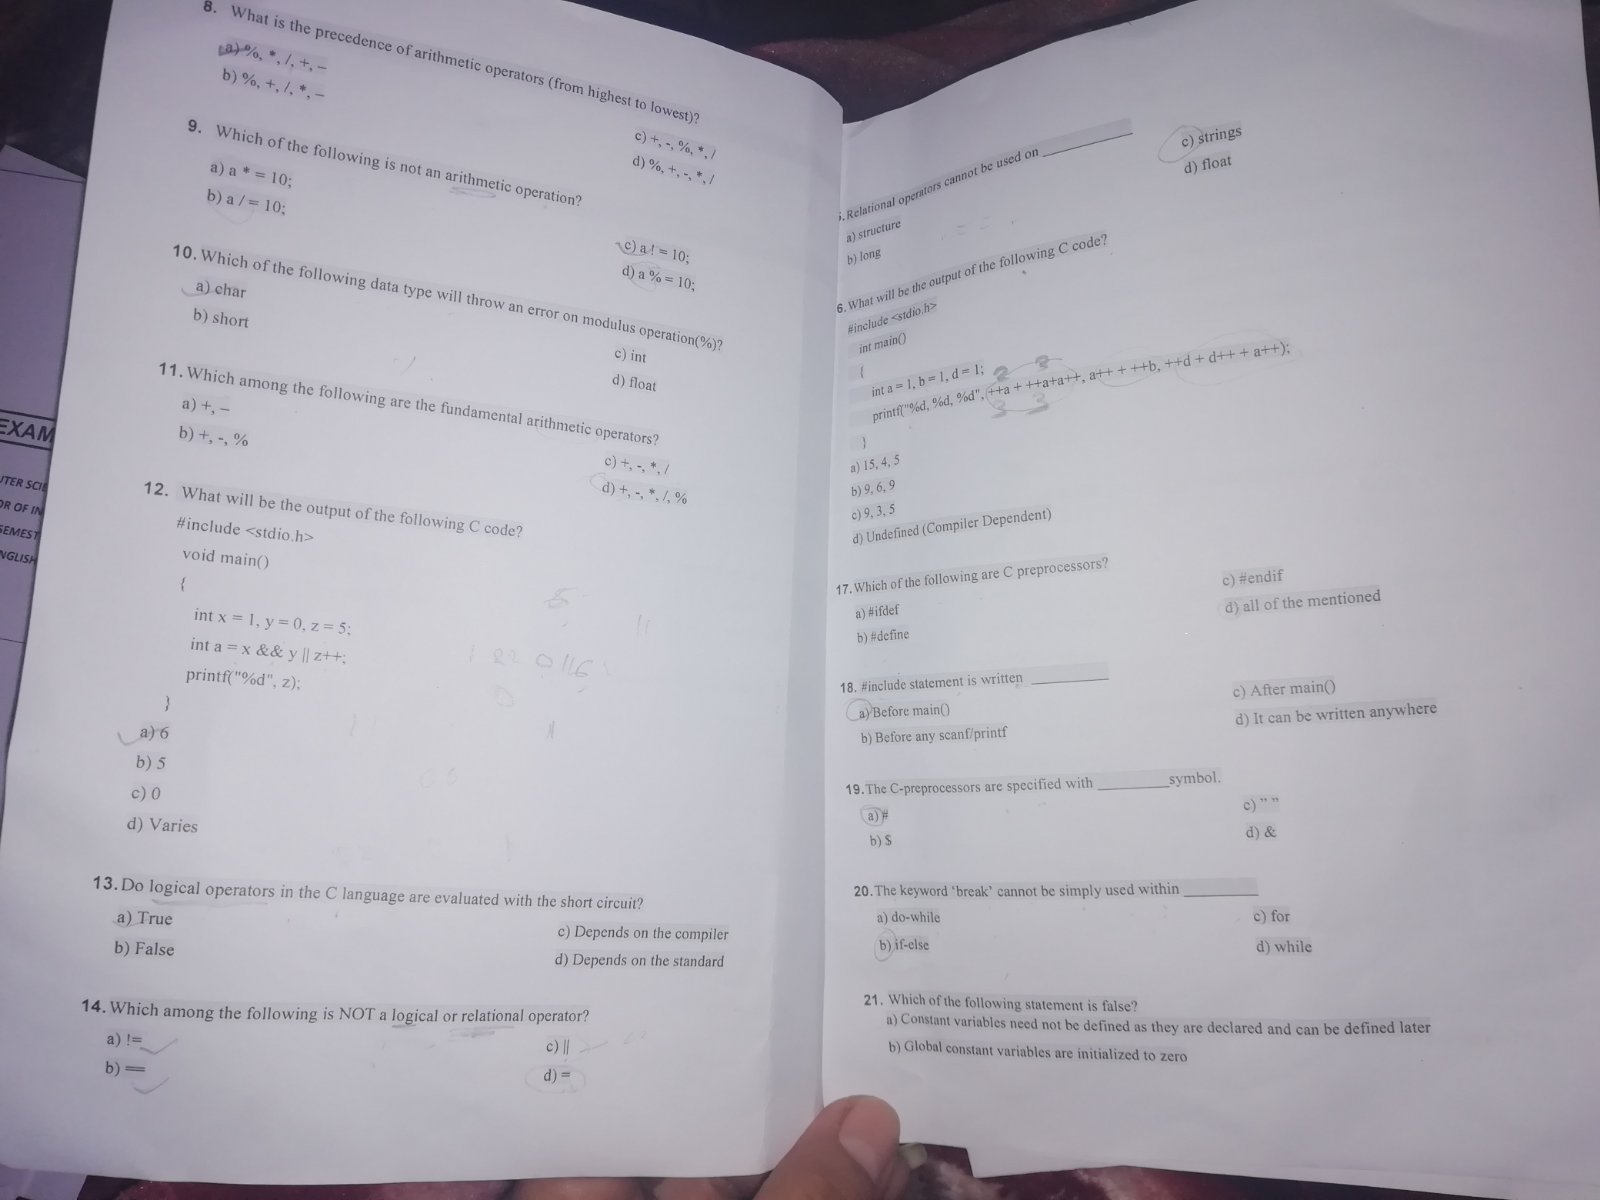 8. What is the precedence of arithmetic operators (from highest to lowest)?
a) %, *, /, +, –
b) %, +, /, *, –
c) +, -, %, *, /
d) %, +, -, *, /
9. Which of the following is not an arithmetic operation?
a) a * = 10;
b) a / = 10;
c) a ! = 10;
d) a % = 10;
10. Which of the following data type will throw an error on modulus operation(%)?
a) char
b) short
c) int
d) float
11. Which among the following are the fundamental arithmetic operators?
a) +, –
b) +, -, %
c) +, -, *, /
d) +, -, *, /, %
12. What will be the output of the following C code?
#include <stdio.h>
void main()
{
int x = 1, y = 0, z = 5;
int a = x && y || z++;
printf("%d", z);
}
a) 6
b) 5
c) 0
d) Varies
13. Do logical operators in the C language are evaluated with the short circuit?
a) True
b) False
c) Depends on the compiler
d) Depends on the standard
14. Which among the following is NOT a logical or relational operator?
a) !=
b) ==
c) ||
d) =
EXAM
UTER SCIE
OR OF IN
SEMEST
NGLISH
5. Relational operators cannot be used on ____________
a) structure
b) long
c) strings
d) float
6. What will be the output of the following C code?
#include <stdio.h>
int main()
{
int a = 1, b = 1, d = 1;
printf("%d, %d, %d", ++a + ++a+a++, a++ + ++b, ++d + d++ + a++);
}
2 3
3 3
a) 15, 4, 5
b) 9, 6, 9
c) 9, 3, 5
d) Undefined (Compiler Dependent)
17. Which of the following are C preprocessors?
a) #ifdef
b) #define
c) #endif
d) all of the mentioned
18. #include statement is written ____________
a) Before main()
b) Before any scanf/printf
c) After main()
d) It can be written anywhere
19. The C-preprocessors are specified with _________symbol.
a) #
b) $
c) ” ”
d) &
20. The keyword ‘break’ cannot be simply used within _________
a) do-while
b) if-else
c) for
d) while
21. Which of the following statement is false?
a) Constant variables need not be defined as they are declared and can be defined later
b) Global constant variables are initialized to zero